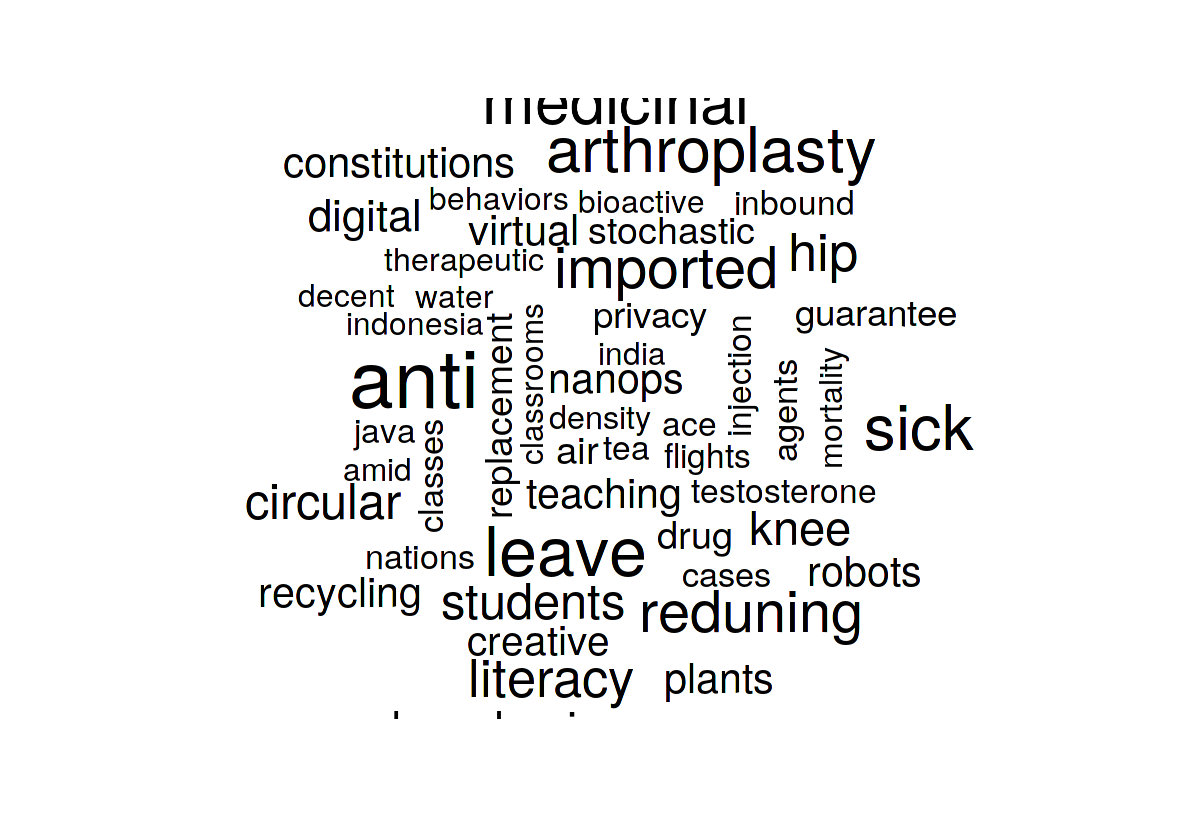 medicinal
constitutions arthroplasty
behaviors bioactive inbound
digital virtual stochastic
therapeutic imported hip
decent water
indonesia privacy guarantee
replacement classrooms india injection agents mortality
anti nanops
density ace sick
java classes air tea flights
amid
circular teaching testosterone
leave drug knee
nations cases robots
recycling students reduning
creative
literacy plants